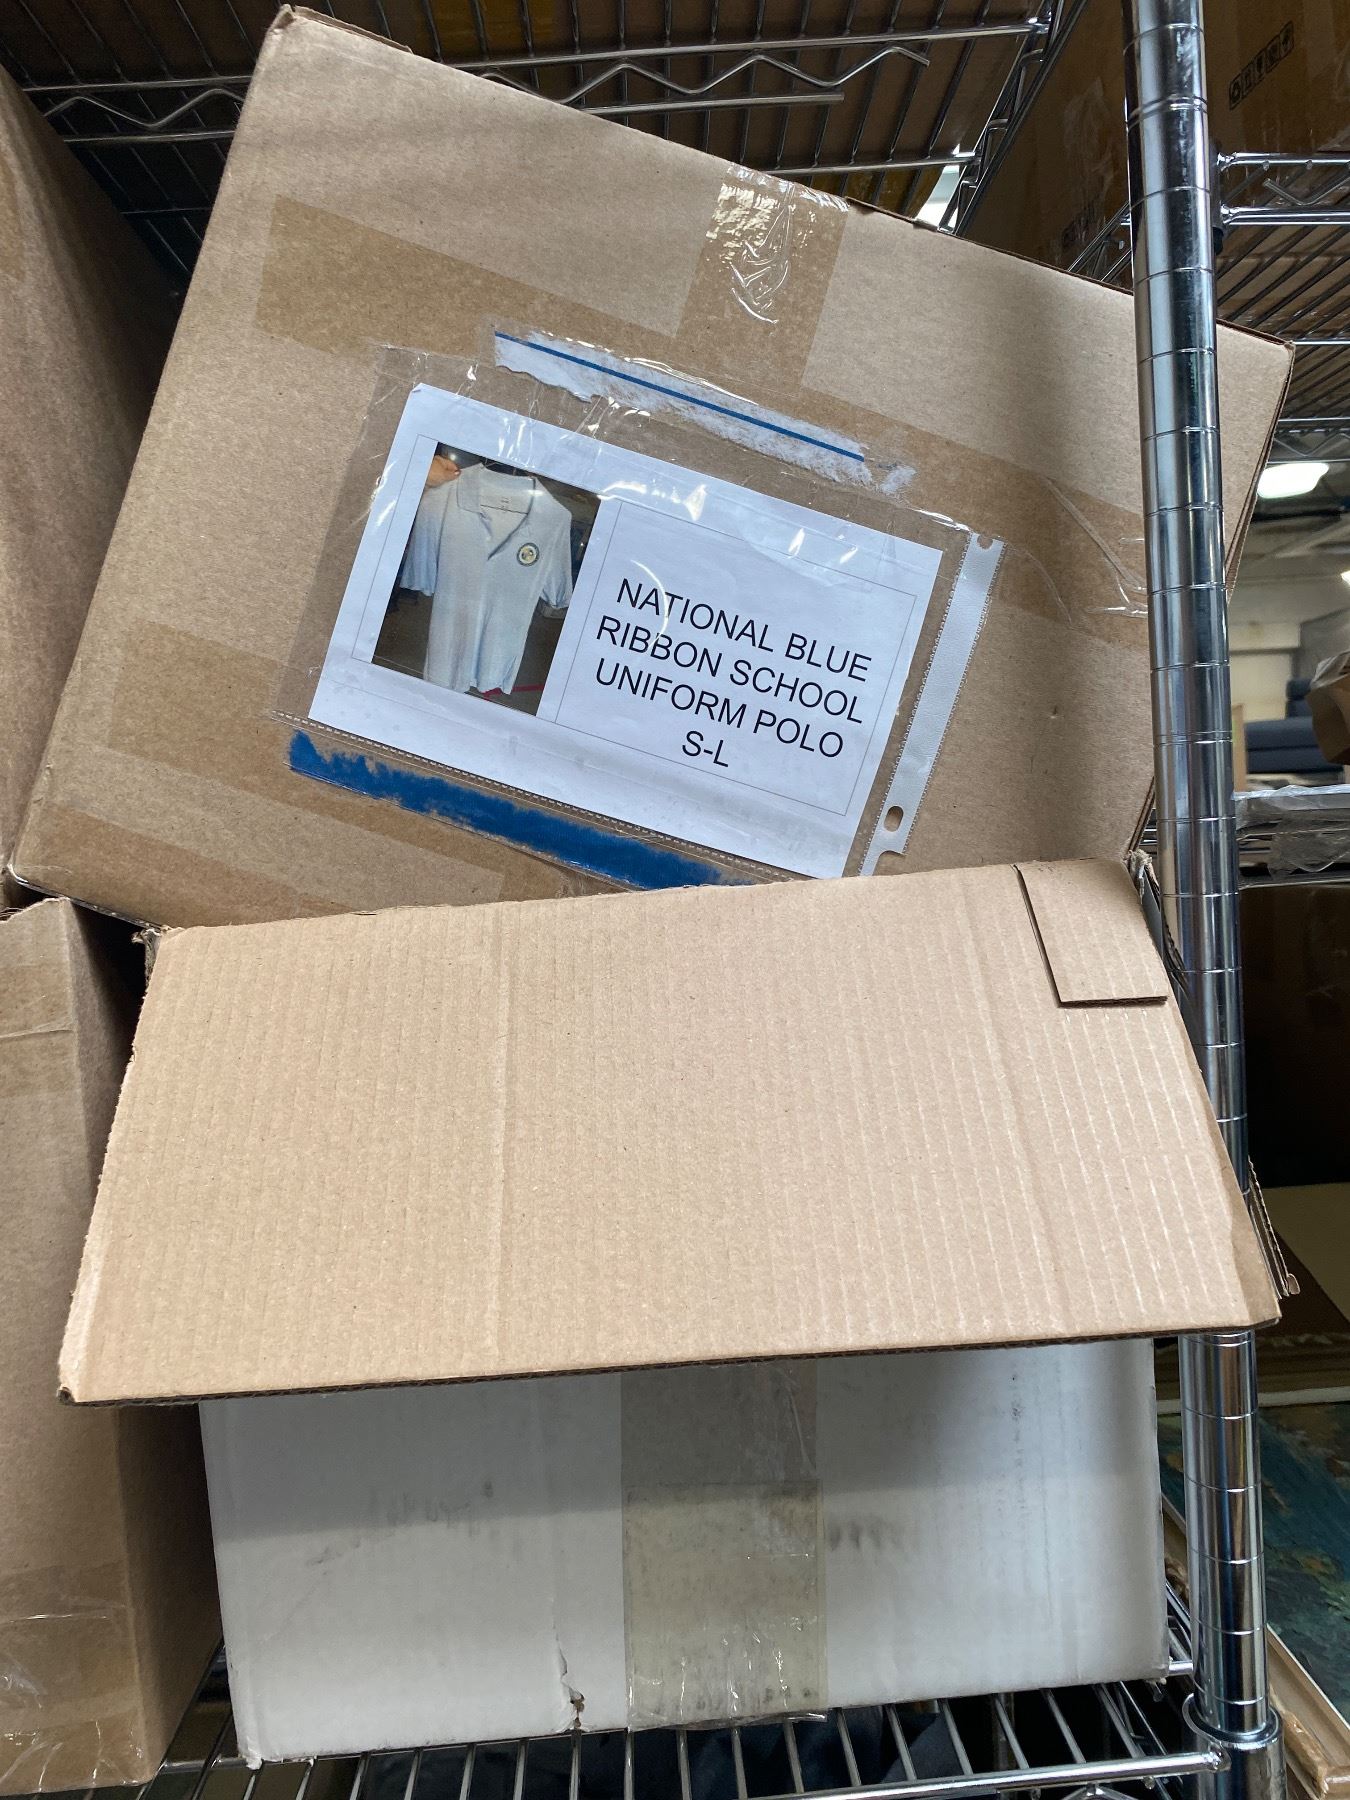 NATIONAL BLUE
RIBBON SCHOOL
UNIFORM POLO
S-L